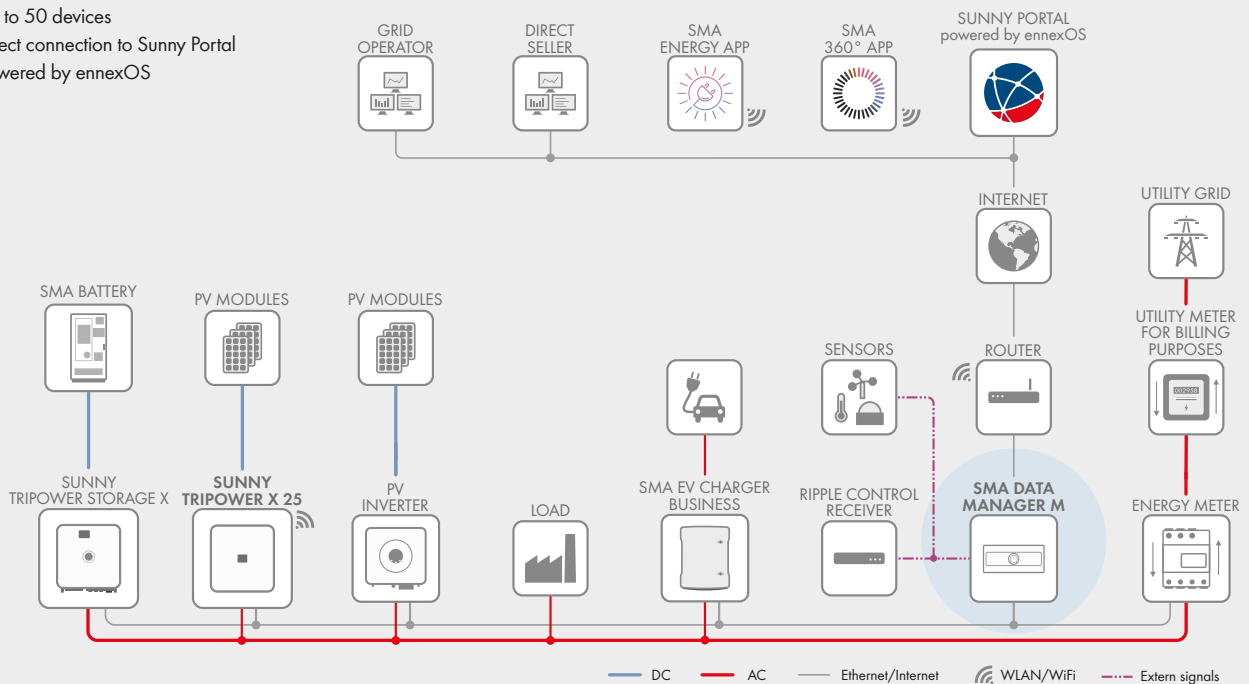 to 50 devices
ect connection to Sunny Portal
wered by ennexOS
GRID
OPERATOR
DIRECT
SELLER
SMA
ENERGY APP
SMA
360° APP
SUNNY PORTAL
powered by ennexOS
INTERNET
UTILITY GRID
SMA BATTERY
PV MODULES
PV MODULES
SENSORS
ROUTER
UTILITY METER
FOR BILLING
PURPOSES
SUNNY
TRIPOWER STORAGE X
SUNNY
TRIPOWER X 25
PV
INVERTER
LOAD
SMA EV CHARGER
BUSINESS
RIPPLE CONTROL
RECEIVER
SMA DATA
MANAGER M
ENERGY METER
DC
AC
Ethernet/Internet
WLAN/WiFi
Extern signals